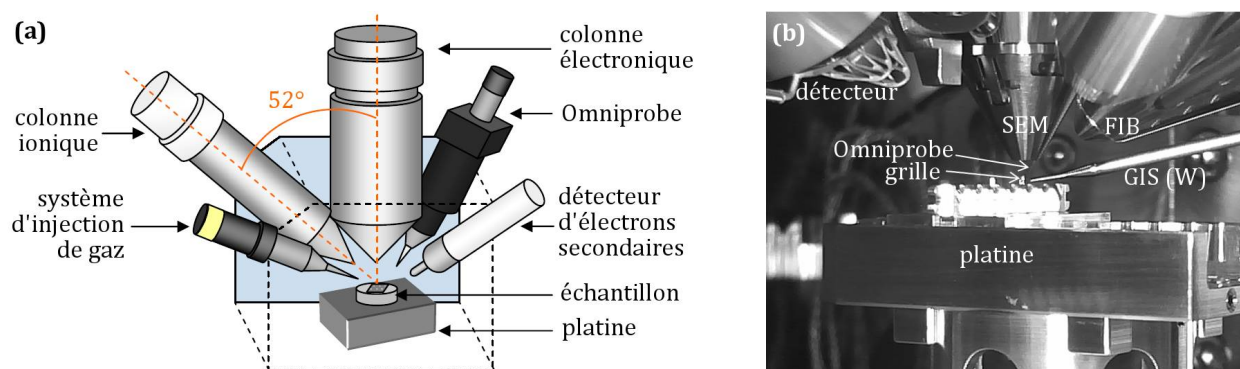 (a)
colonne
électronique
Omniprobe
52°
colonne
ionique
système
d'injection
de gaz
détecteur
d'électrons
secondaires
échantillon
platine
(b)
détecteur
SEM
FIB
Omniprobe
grille
GIS (W)
platine